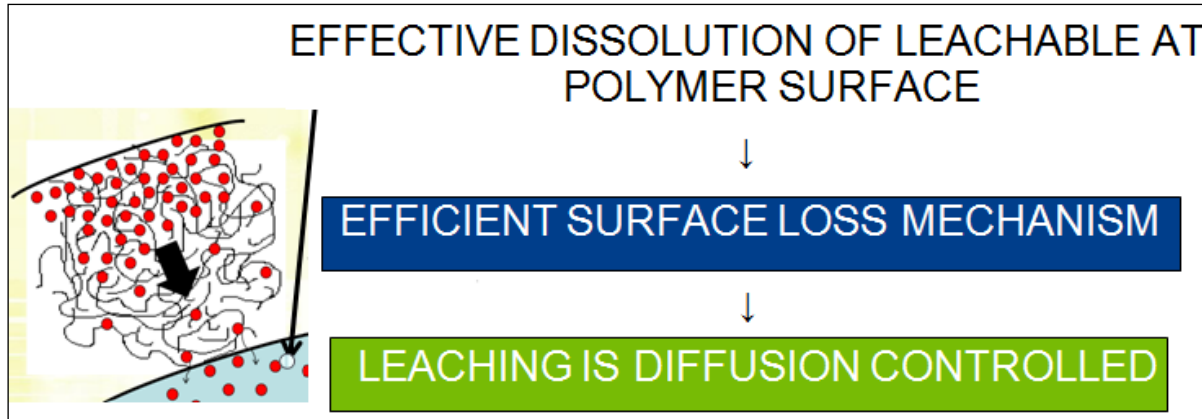 EFFECTIVE DISSOLUTION OF LEACHABLE AT
POLYMER SURFACE
↓
EFFICIENT SURFACE LOSS MECHANISM
↓
LEACHING IS DIFFUSION CONTROLLED